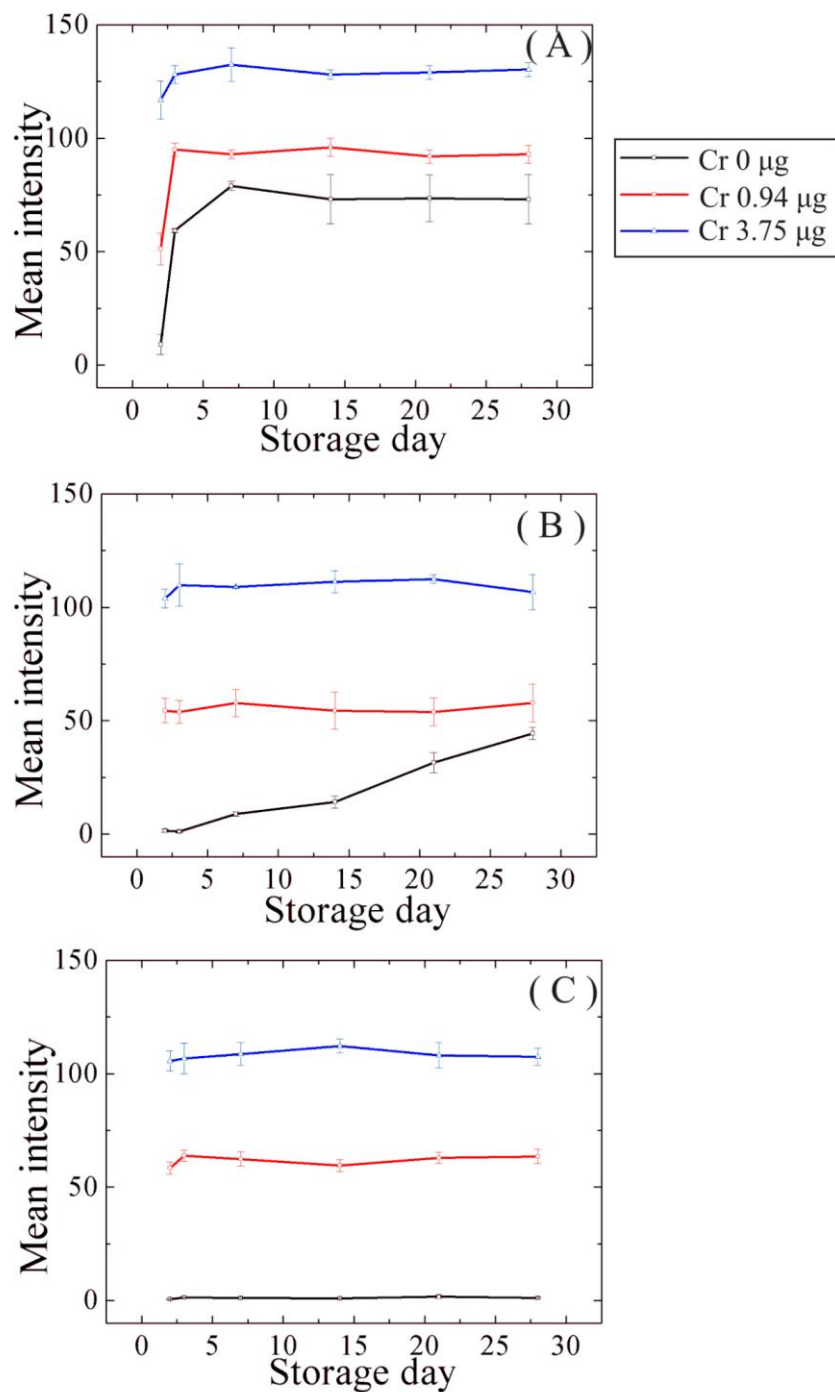 ( A )
150
100
50
0
Mean intensity
0 5 10 15 20 25 30
Storage day
Cr 0 μg
Cr 0.94 μg
Cr 3.75 μg
( B )
150
100
50
0
Mean intensity
0 5 10 15 20 25 30
Storage day
( C )
150
100
50
0
Mean intensity
0 5 10 15 20 25 30
Storage day